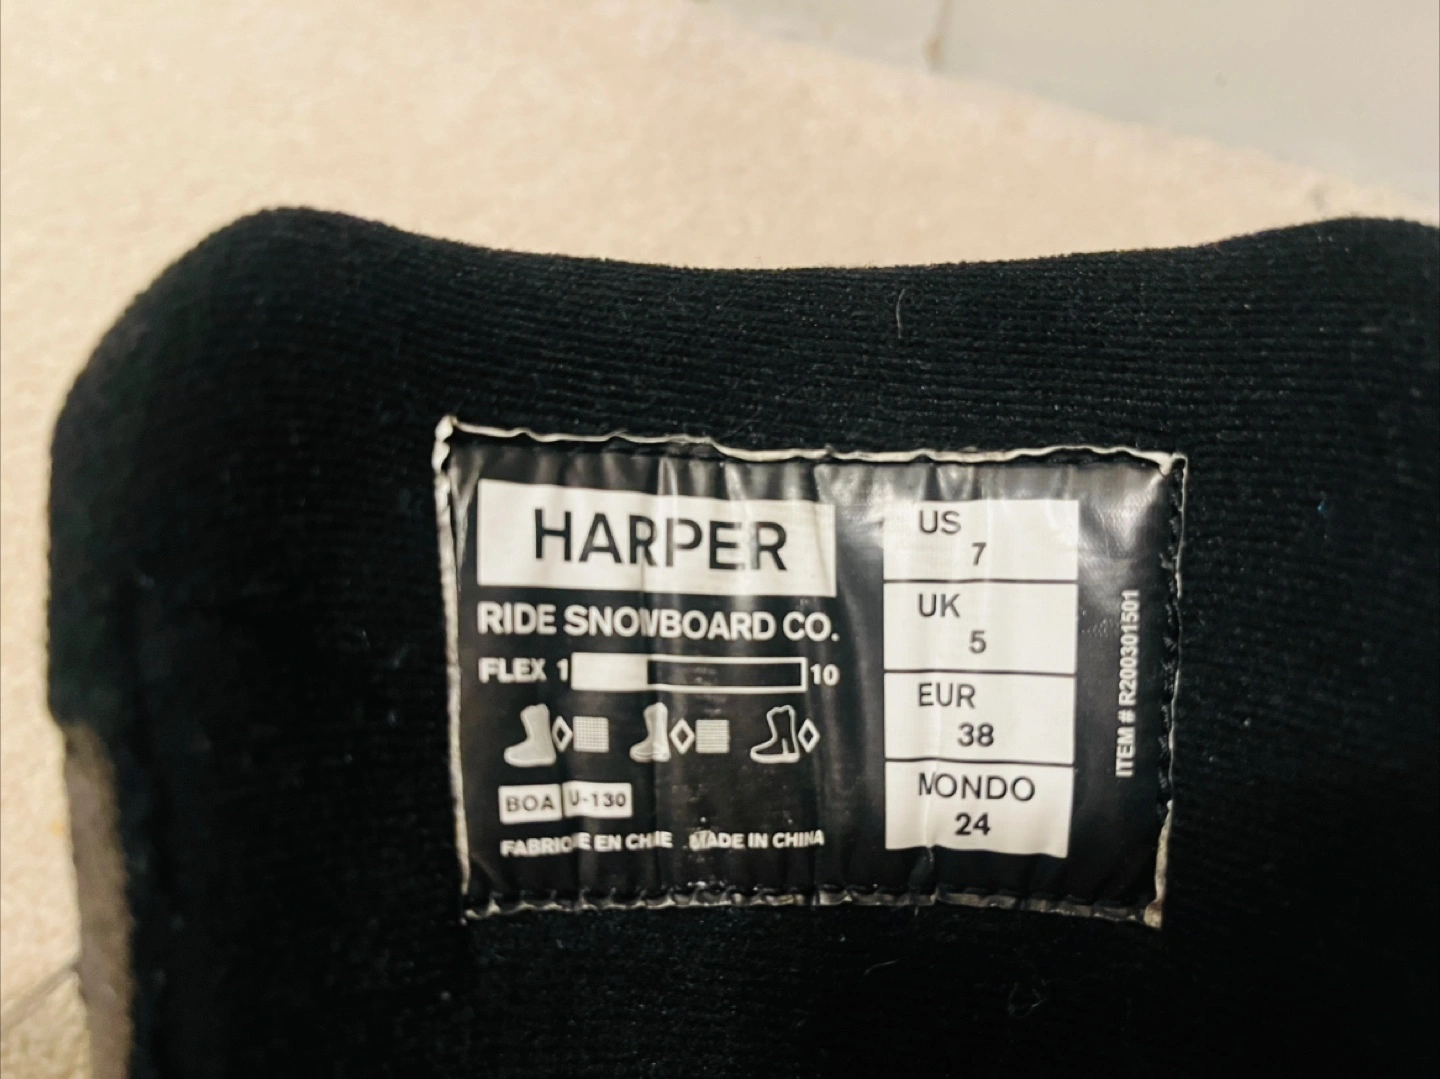 HARPER
RIDE SNOWBOARD CO.
FLEX 1 10
BOA U-130
EN MADE IN CHINA
US
7
UK
5
EUR
38
MONDO
24
ITEM # R200301501